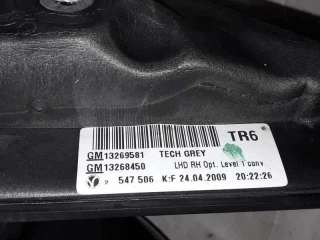 TR6
GM 13269581 TECH GREY
GM 13268450 LHD RH Opt. Level 1 conv
P 547 506 K:F 24.04.2009 20:22:26